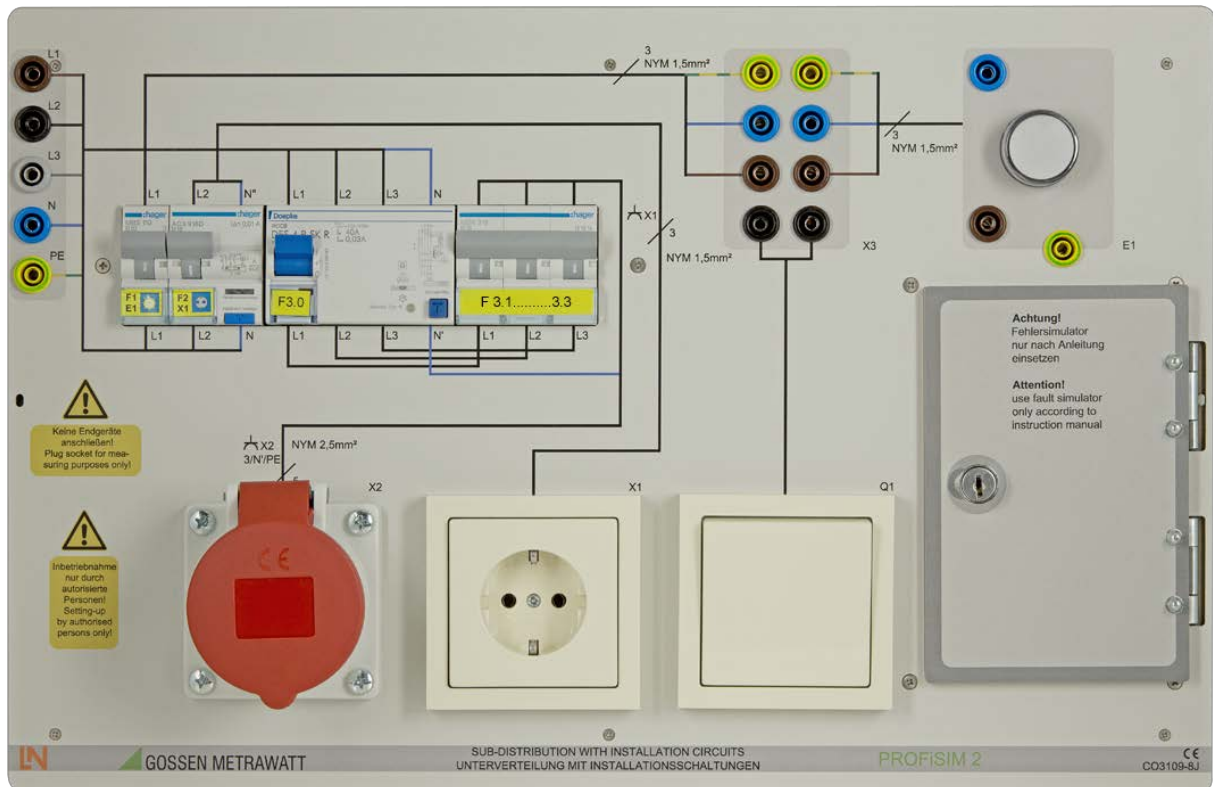 L1
L2
L3
N
PE
3
NYM 1,5mm²
3
NYM 1,5mm²
X3
E1
L1
L2
N"
L1
L2
L3
N
hager
hager
Doepke
hager
X1
3
NYM 1,5mm²
40A
0,03A
F1
E1
F2
X1
F3.0
T
F 3.1..........3.3
L1
L2
N
L1
L2
L3
N'
L1
L2
L3
Achtung!
Fehlersimulator
nur nach Anleitung
einsetzen
Attention!
use fault simulator
only according to
instruction manual
Keine Endgeräte
anschließen!
Plug socket for mea-
suring purposes only!
X2
3/N'/PE
NYM 2,5mm²
5
X2
X1
Q1
CE
Inbetriebnahme
nur durch
autorisierte
Personen!
Setting-up
by authorised
persons only!
LN
GOSSEN METRAWATT
SUB-DISTRIBUTION WITH INSTALLATION CIRCUITS
UNTERVERTEILUNG MIT INSTALLATIONSSCHALTUNGEN
PROFiSIM 2
CE
CO3109-8J